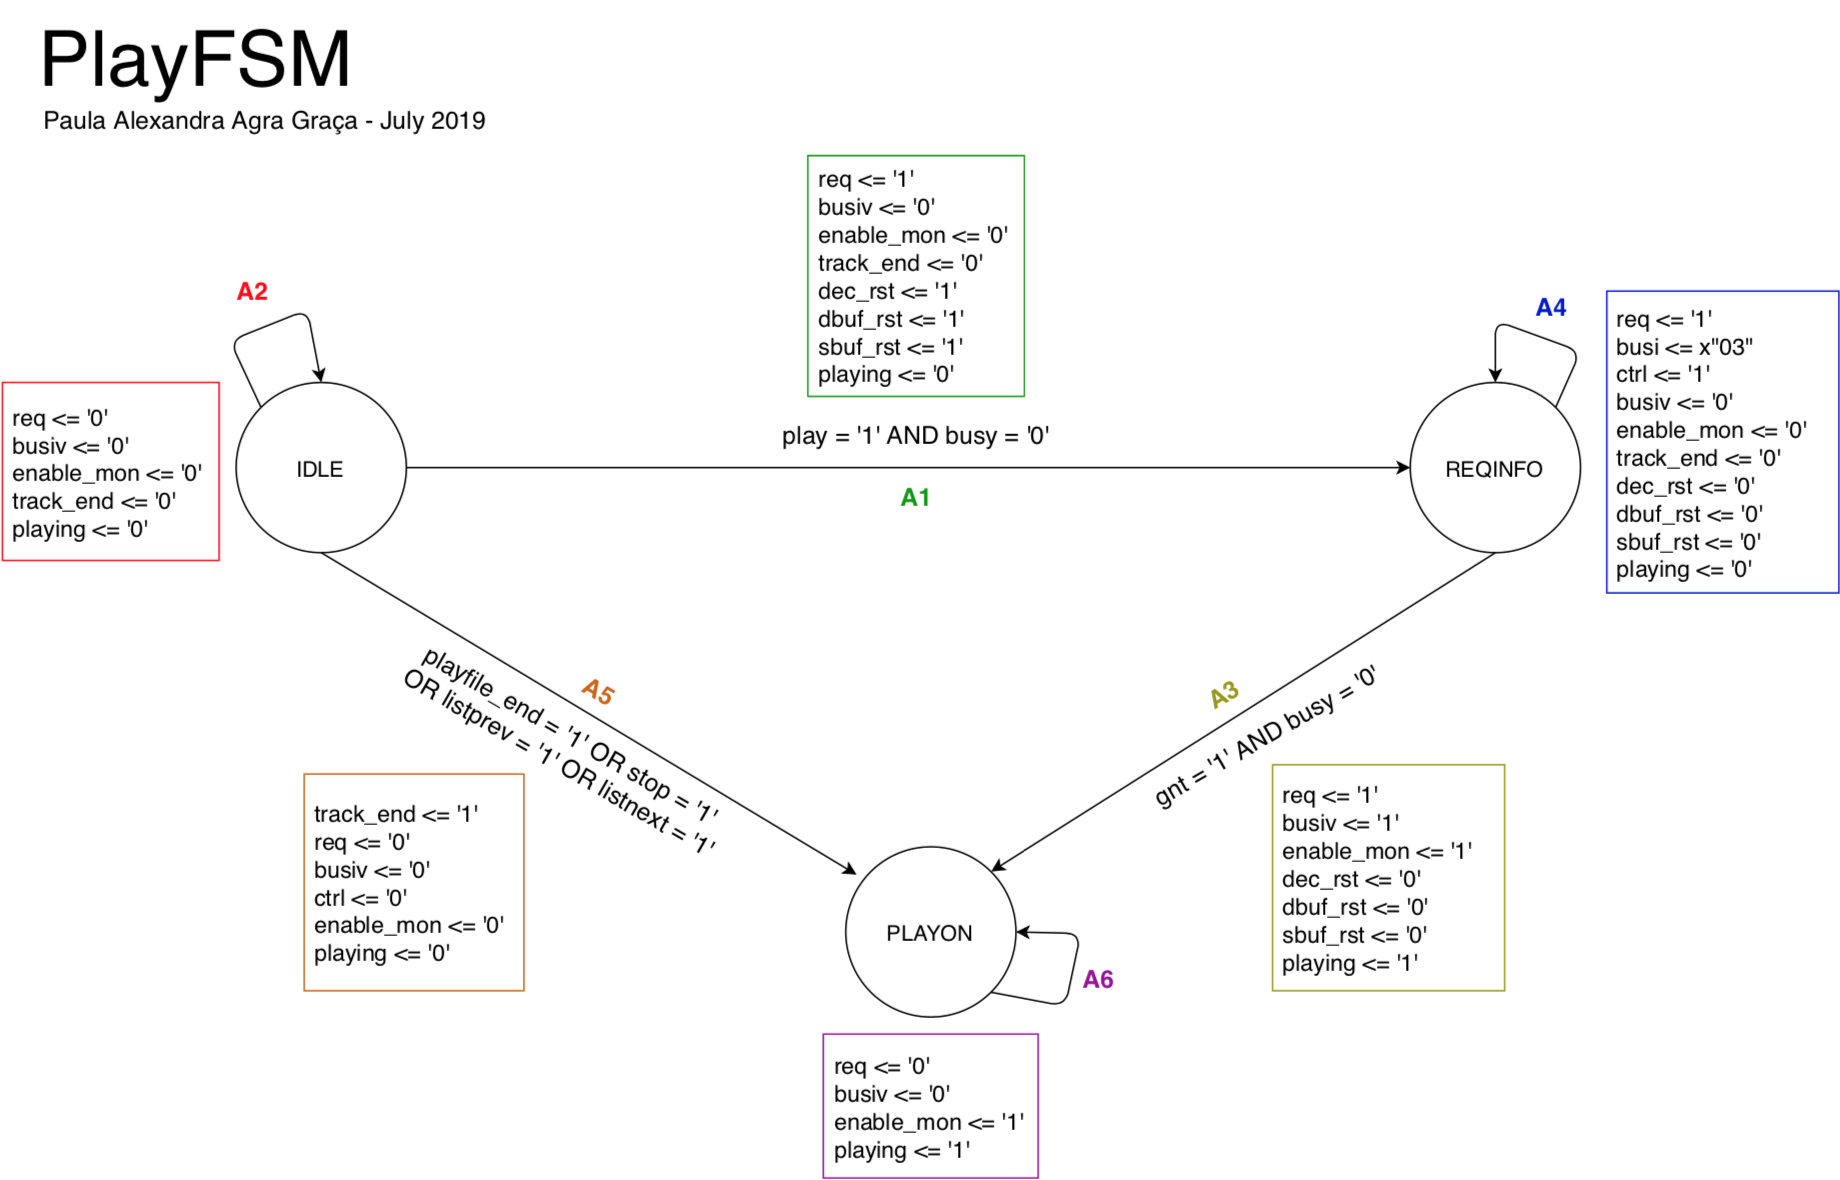 PlayFSM
Paula Alexandra Agra Graça - July 2019
req <= '1'
busiv <= '0'
enable_mon <= '0'
track_end <= '0'
dec_rst <= '1'
dbuf_rst <= '1'
sbuf_rst <= '1'
playing <= '0'
A2
A4
req <= '0'
busiv <= '0'
enable_mon <= '0'
track_end <= '0'
playing <= '0'
IDLE
play = '1' AND busy = '0'
A1
REQINFO
req <= '1'
busi <= x"03"
ctrl <= '1'
busiv <= '0'
enable_mon <= '0'
track_end <= '0'
dec_rst <= '0'
dbuf_rst <= '0'
sbuf_rst <= '0'
playing <= '0'
A5
playfile_end = '1' OR stop = '1'
OR listprev = '1' OR listnext = '1'
A3
gnt = '1' AND busy = '0'
track_end <= '1'
req <= '0'
busiv <= '0'
ctrl <= '0'
enable_mon <= '0'
playing <= '0'
req <= '1'
busiv <= '1'
enable_mon <= '1'
dec_rst <= '0'
dbuf_rst <= '0'
sbuf_rst <= '0'
playing <= '1'
PLAYON
A6
req <= '0'
busiv <= '0'
enable_mon <= '1'
playing <= '1'